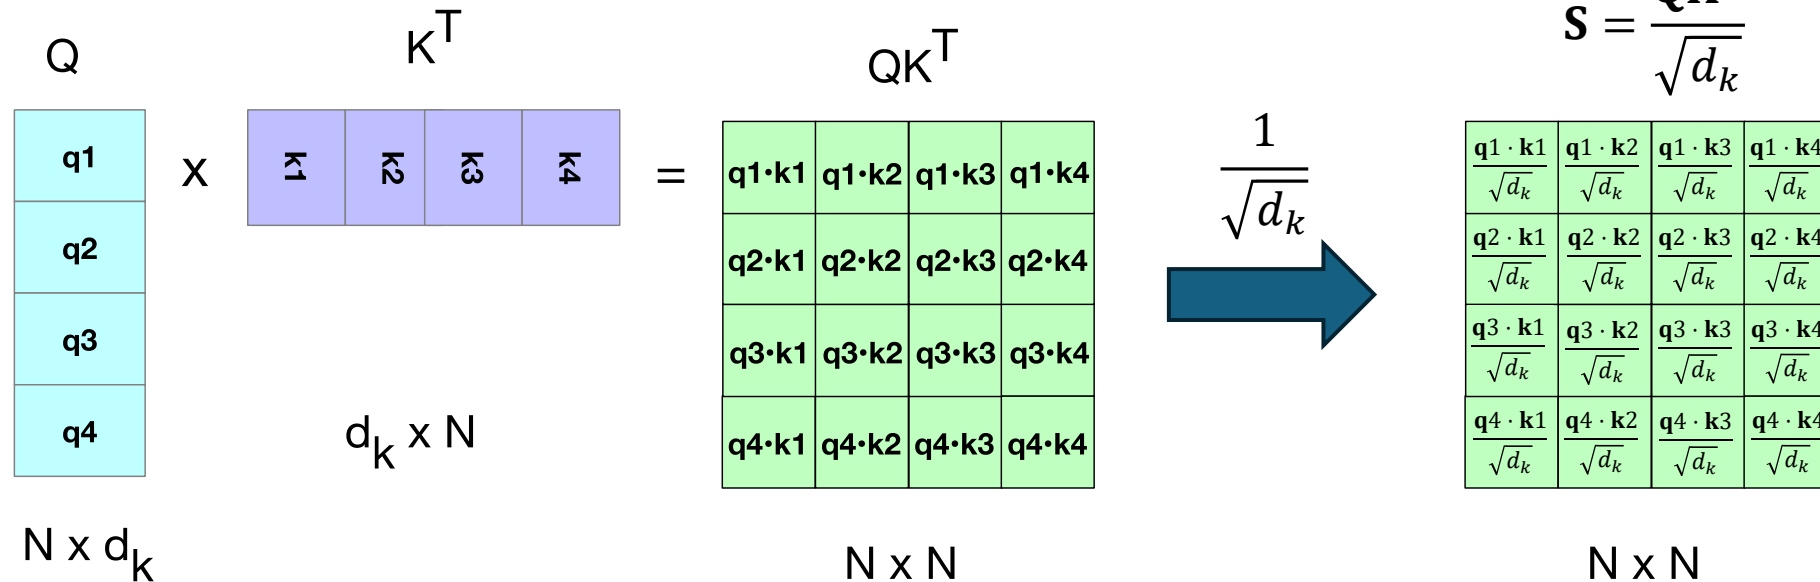 Q
K^T
QK^T
S = QK / √d_k
q1
q2
q3
q4
x
k1 k2 k3 k4
=
q1•k1 q1•k2 q1•k3 q1•k4
q2•k1 q2•k2 q2•k3 q2•k4
q3•k1 q3•k2 q3•k3 q3•k4
q4•k1 q4•k2 q4•k3 q4•k4
1 / √d_k
q1 · k1 / √d_k q1 · k2 / √d_k q1 · k3 / √d_k q1 · k4 / √d_k
q2 · k1 / √d_k q2 · k2 / √d_k q2 · k3 / √d_k q2 · k4 / √d_k
q3 · k1 / √d_k q3 · k2 / √d_k q3 · k3 / √d_k q3 · k4 / √d_k
q4 · k1 / √d_k q4 · k2 / √d_k q4 · k3 / √d_k q4 · k4 / √d_k
d_k x N
N x d_k
N x N
N x N